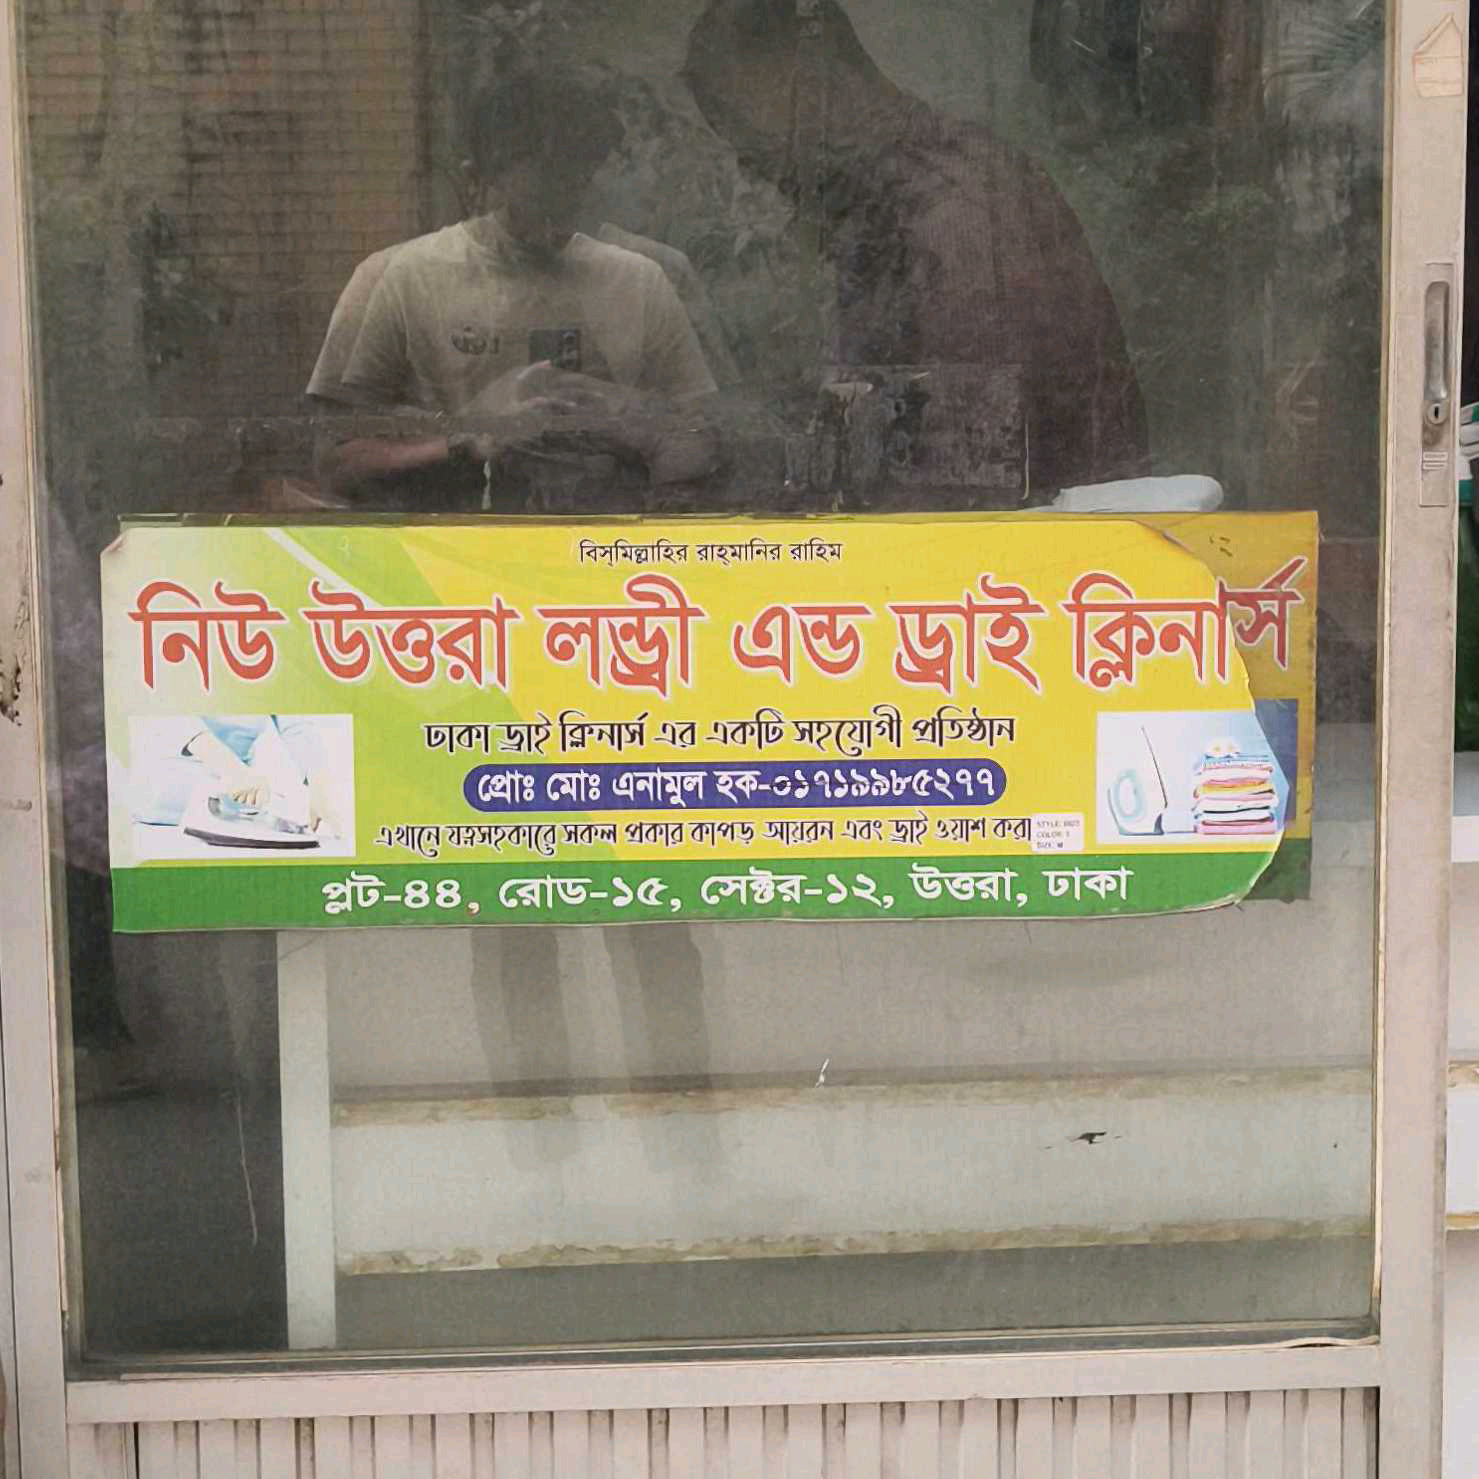 বিস্‌মিল্লাহির রাহ্‌মানির রাহিম
নিউ উত্তরা লন্ড্রী এন্ড ড্রাই ক্লিনার্স
ঢাকা ড্রাই ক্লিনার্স এর একটি সহযোগী প্রতিষ্ঠান
প্রোঃ মোঃ এনামুল হক-০১৭১৯৯৮৫২৭৭
এখানে যত্নসহকারে সকল প্রকার কাপড় আয়রন এবং ড্রাই ওয়াশ করা
প্লট-৪৪, রোড-১৫, সেক্টর-১২, উত্তরা, ঢাকা